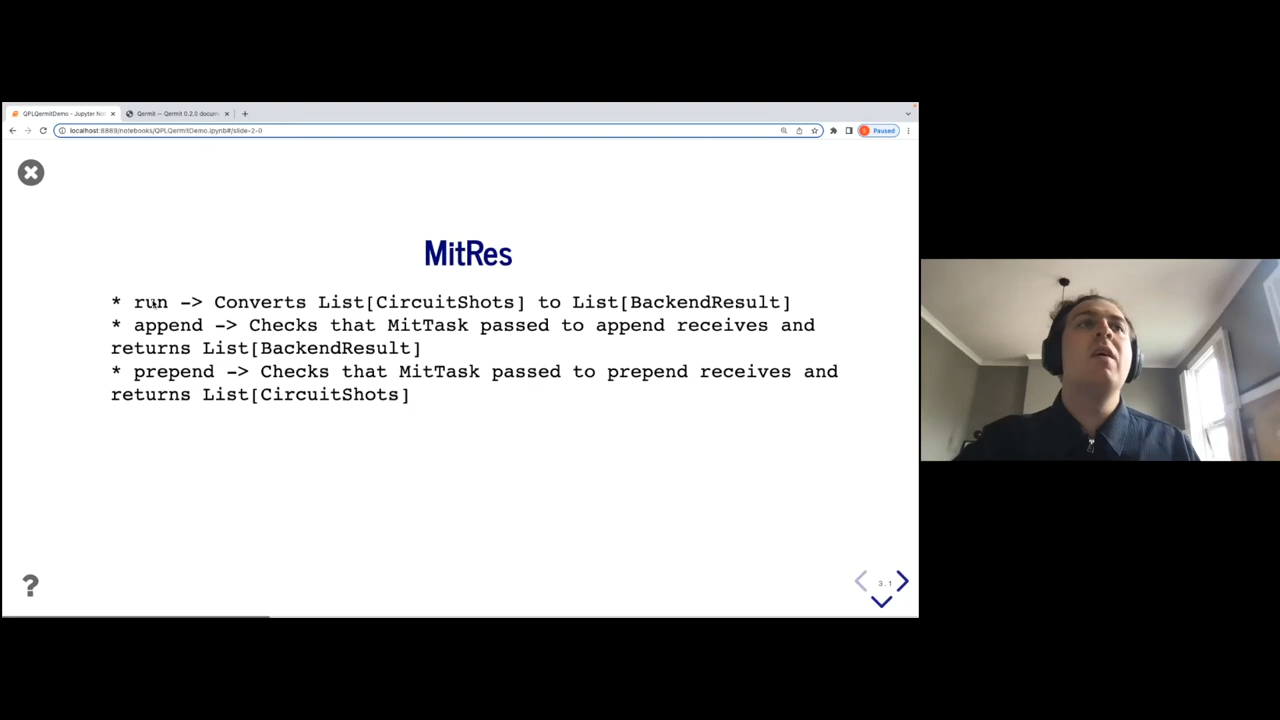 QPLQermitDemo - Jupyter Not
Qermit — Qermit 0.2.0 docum
localhost:8889/notebooks/QPLQermitDemo.ipynb#/slide-2-0
Paused
MitRes
* run -> Converts List[CircuitShots] to List[BackendResult]
* append -> Checks that MitTask passed to append receives and
returns List[BackendResult]
* prepend -> Checks that MitTask passed to prepend receives and
returns List[CircuitShots]
?
3.1